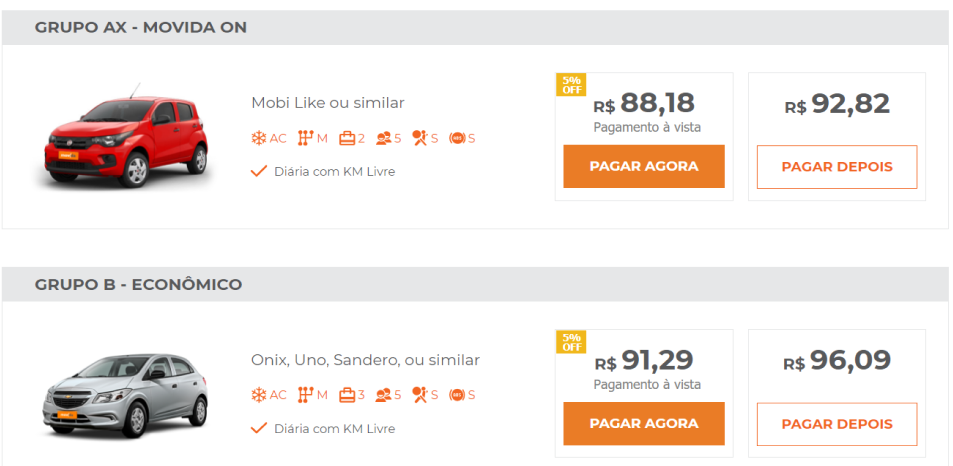 GRUPO AX - MOVIDA ON
Mobi Like ou similar
AC M 2 5 S S
Diária com KM Livre
5% OFF
R$ 88,18
Pagamento à vista
PAGAR AGORA
R$ 92,82
PAGAR DEPOIS
GRUPO B - ECONÔMICO
Onix, Uno, Sandero, ou similar
AC M 3 5 S S
Diária com KM Livre
5% OFF
R$ 91,29
Pagamento à vista
PAGAR AGORA
R$ 96,09
PAGAR DEPOIS